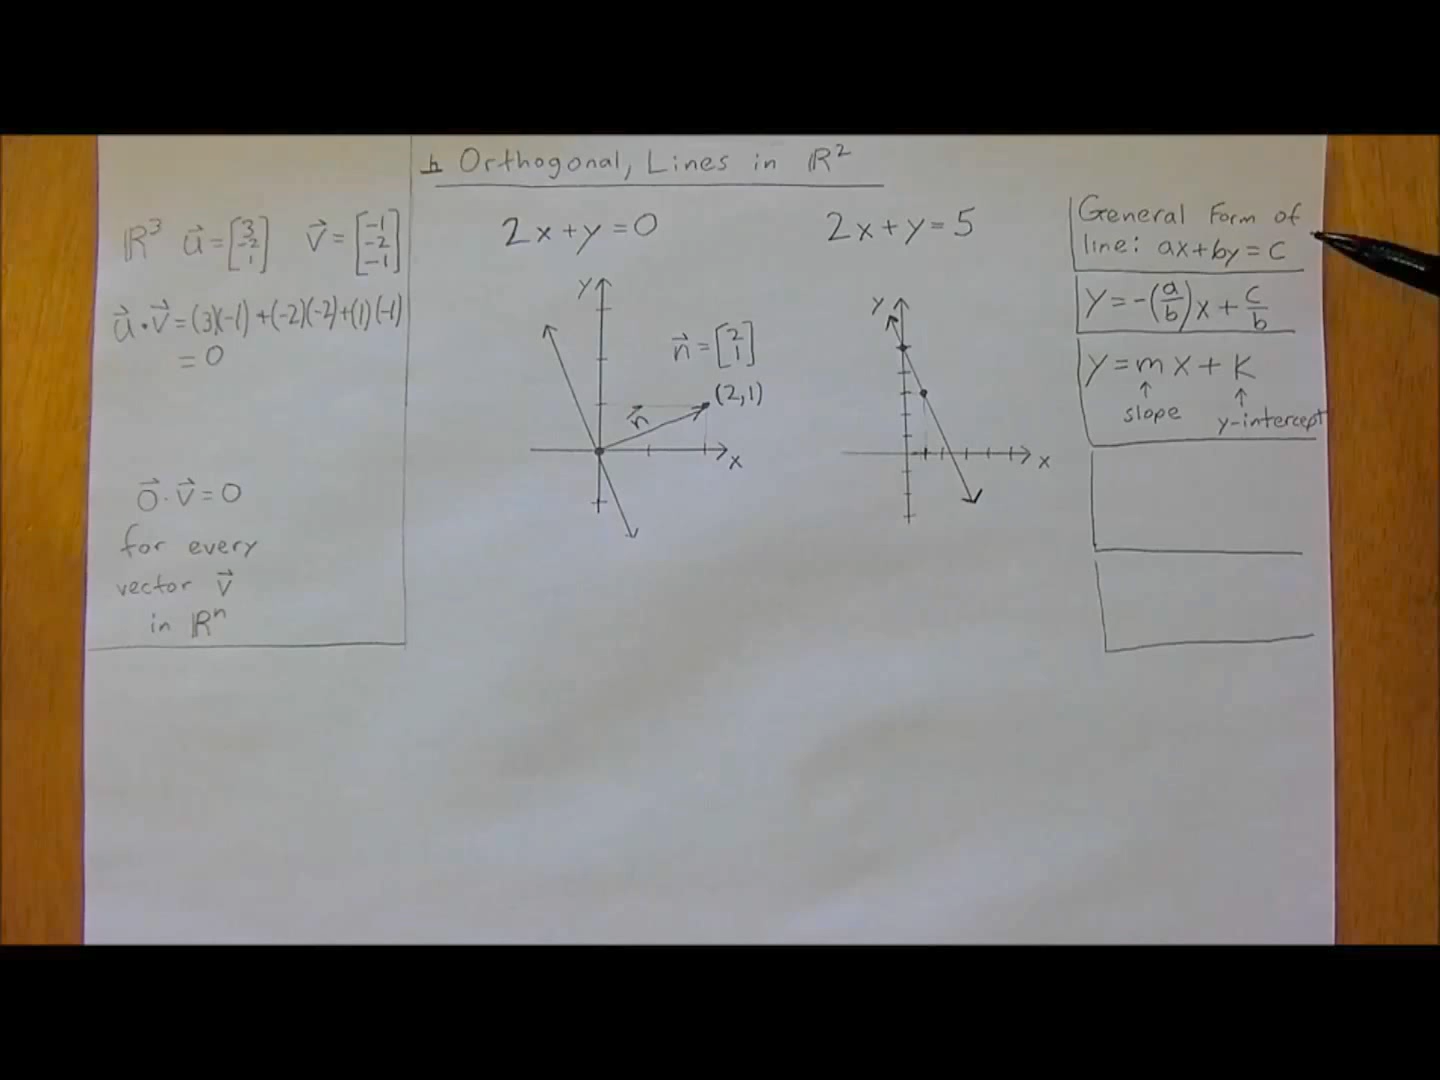 b Orthogonal, Lines in ℝ²
ℝ³ u⃗ = [3 -2 1] v⃗ = [-1 -2 -1]
u⃗ · v⃗ = (3)(-1) + (-2)(-2) + (1)(-1)
= 0
0⃗ · v⃗ = 0
for every
vector v⃗
in ℝⁿ
2x + y = 0
y
n⃗ = [2 1]
(2,1)
n⃗
x
2x + y = 5
y
x
General Form of
line: ax + by = c
y = -(a/b)x + c/b
y = mx + k
slope
y-intercept